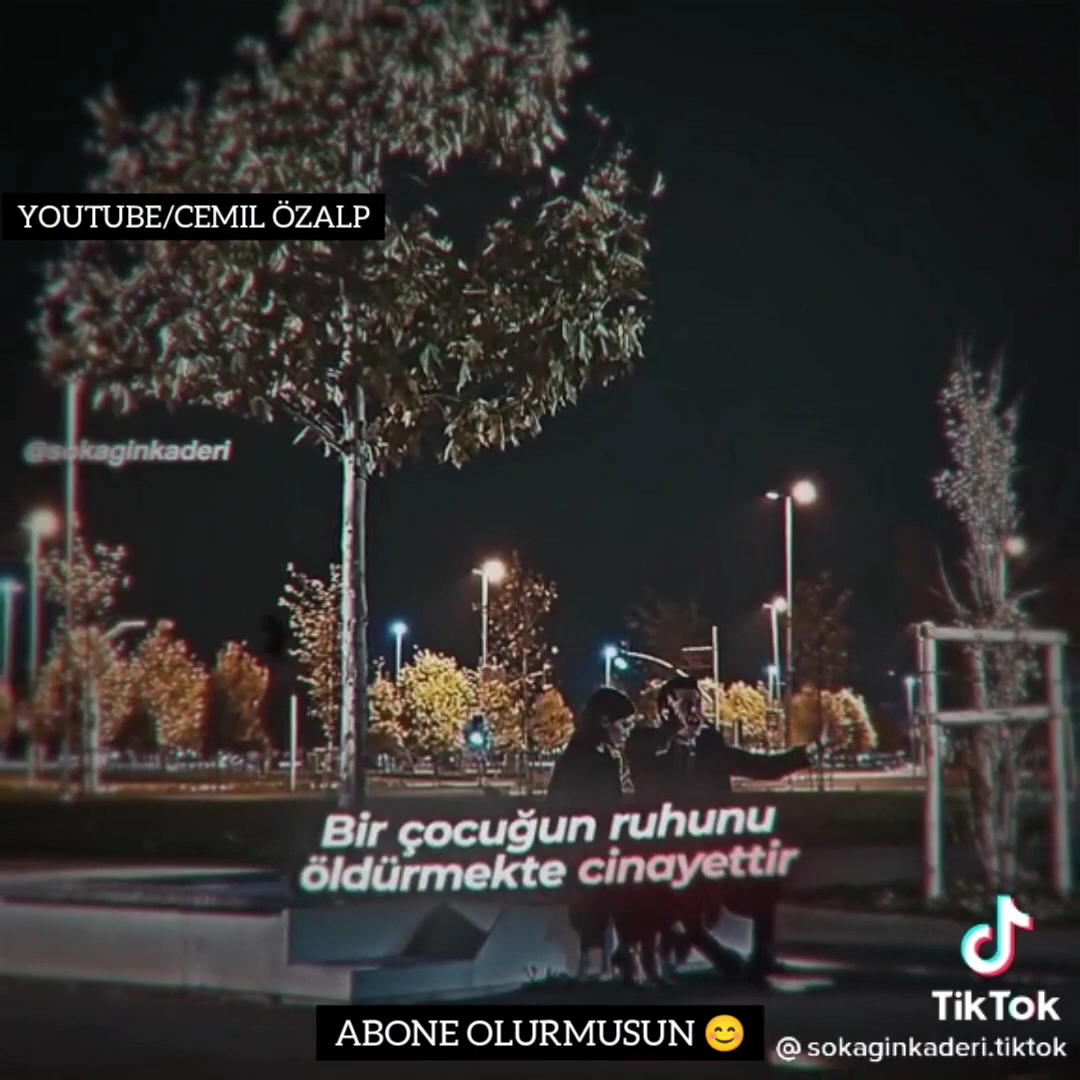 YOUTUBE/CEMIL ÖZALP
@sokaginkaderi
Bir çocuğun ruhunu
öldürmekte cinayettir
TikTok
@sokaginkaderi.tiktok
ABONE OLURMUSUN 😊